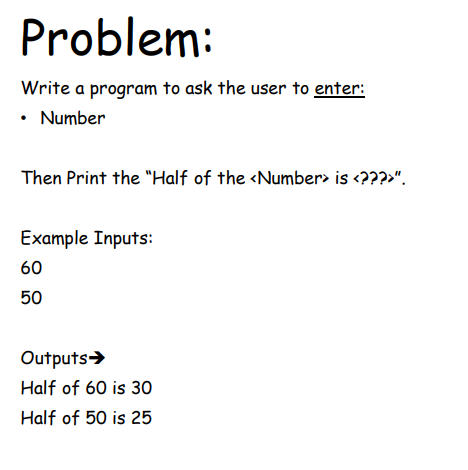 Problem:
Write a program to ask the user to enter:
• Number
Then Print the “Half of the <Number> is <???>”.
Example Inputs:
60
50
Outputs➔
Half of 60 is 30
Half of 50 is 25